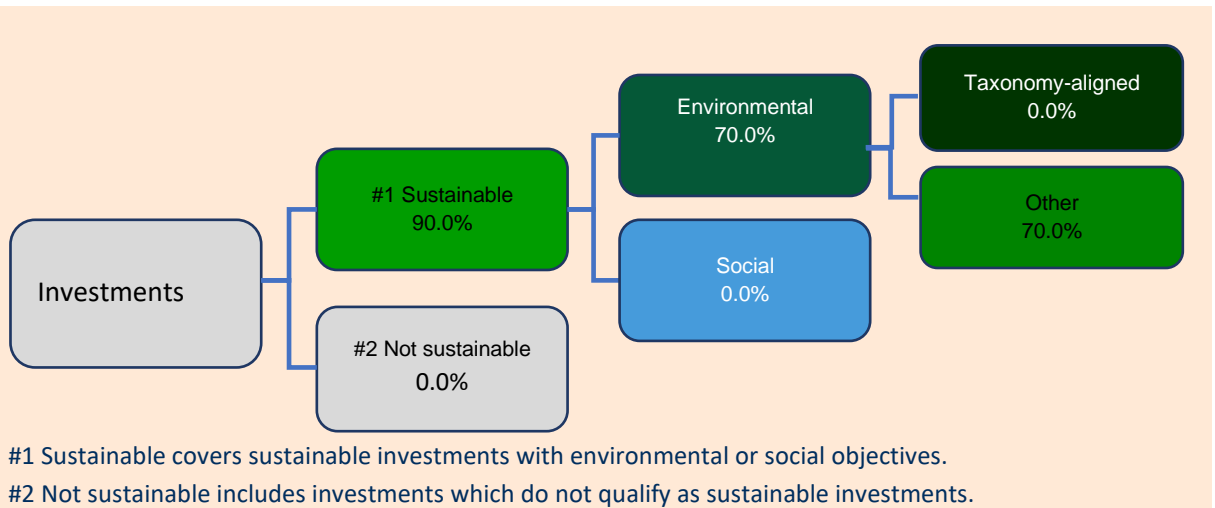 Investments
#1 Sustainable
90.0%
#2 Not sustainable
0.0%
Environmental
70.0%
Social
0.0%
Taxonomy-aligned
0.0%
Other
70.0%
#1 Sustainable covers sustainable investments with environmental or social objectives.
#2 Not sustainable includes investments which do not qualify as sustainable investments.